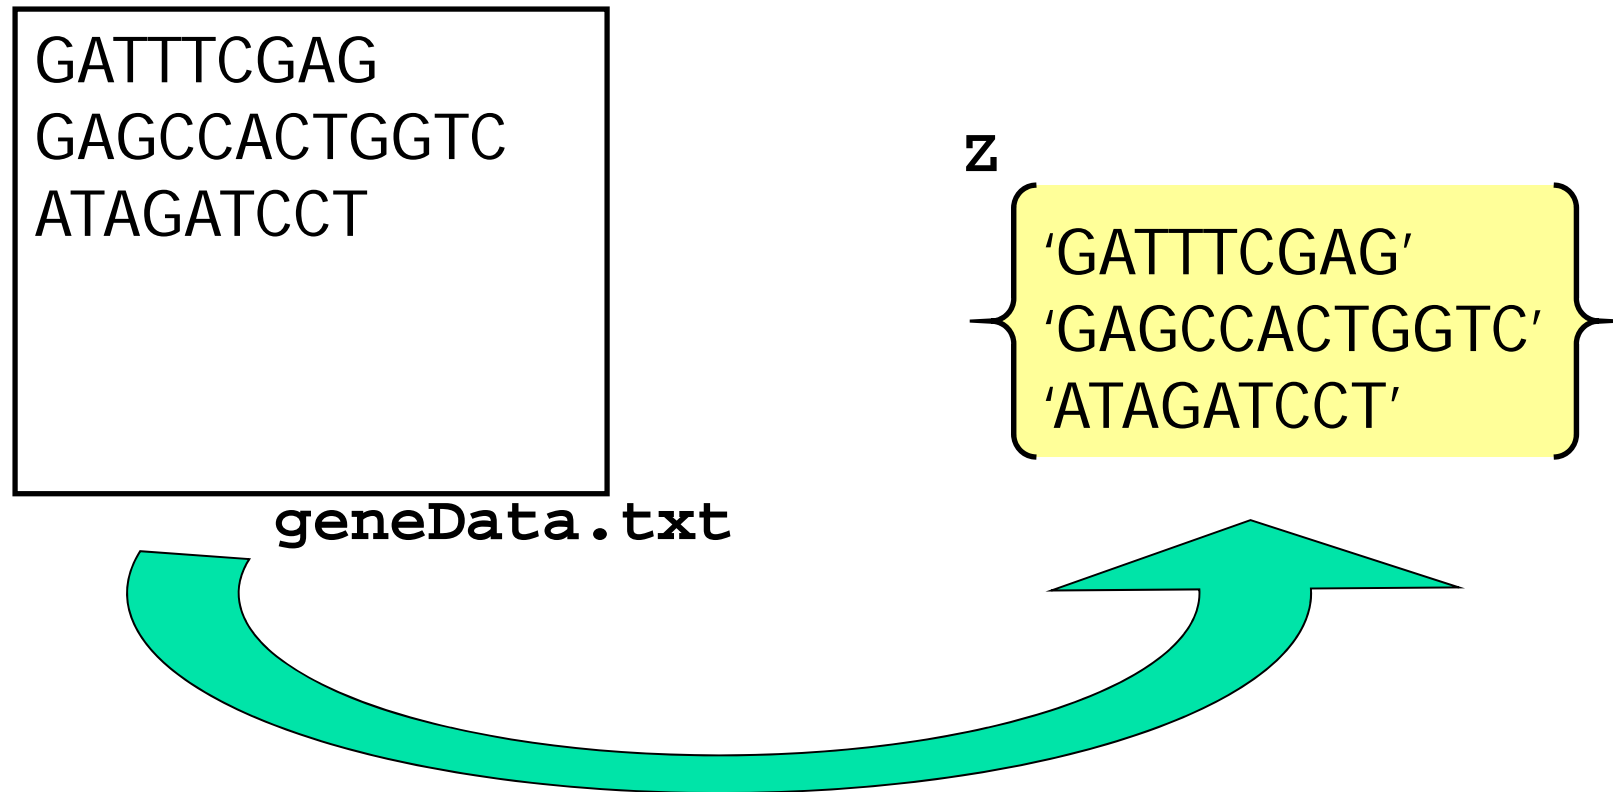 GATTTCGAG
GAGCCACTGGTC
ATAGATCCT
geneData.txt
Z
‘GATTTCGAG’
‘GAGCCACTGGTC’
‘ATAGATCCT’